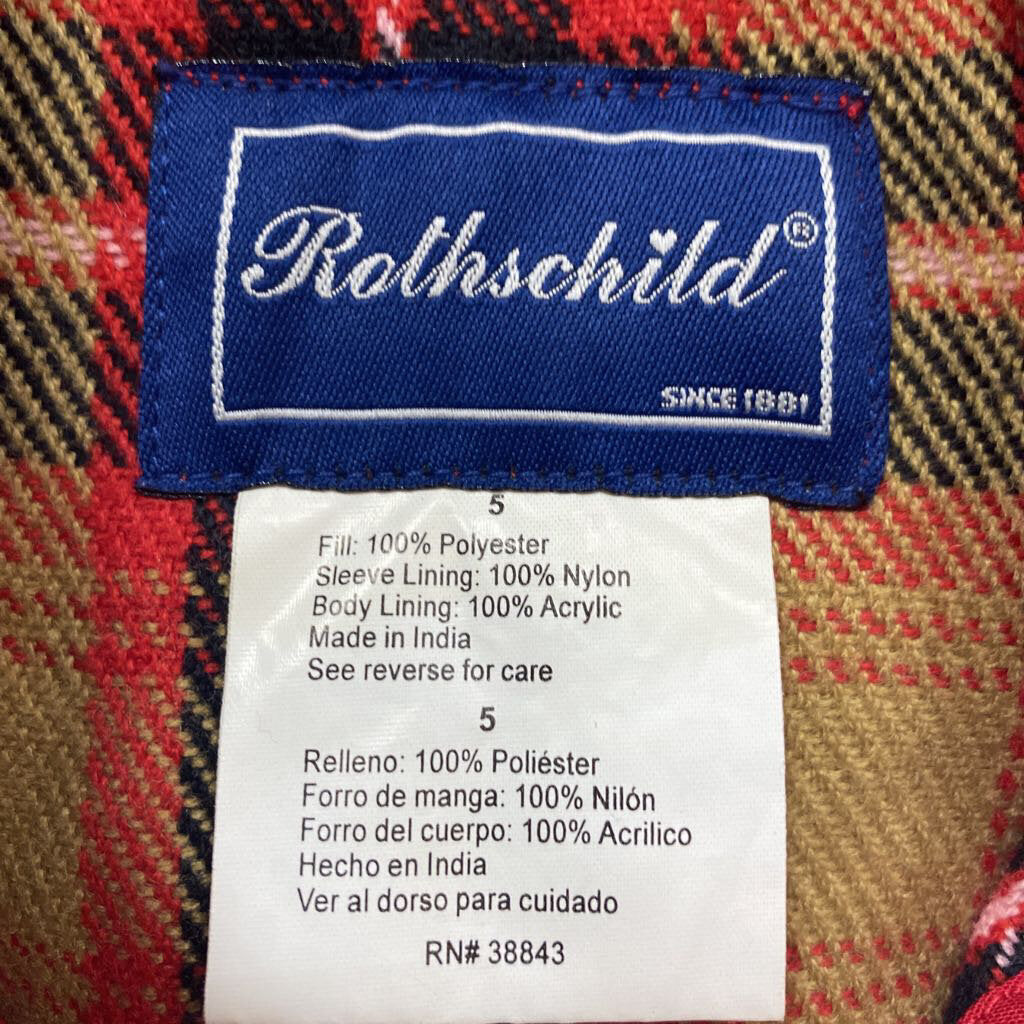 Rothschild®
SINCE 1881
5
Fill: 100% Polyester
Sleeve Lining: 100% Nylon
Body Lining: 100% Acrylic
Made in India
See reverse for care
5
Relleno: 100% Poliéster
Forro de manga: 100% Nilón
Forro del cuerpo: 100% Acrilico
Hecho en India
Ver al dorso para cuidado
RN# 38843